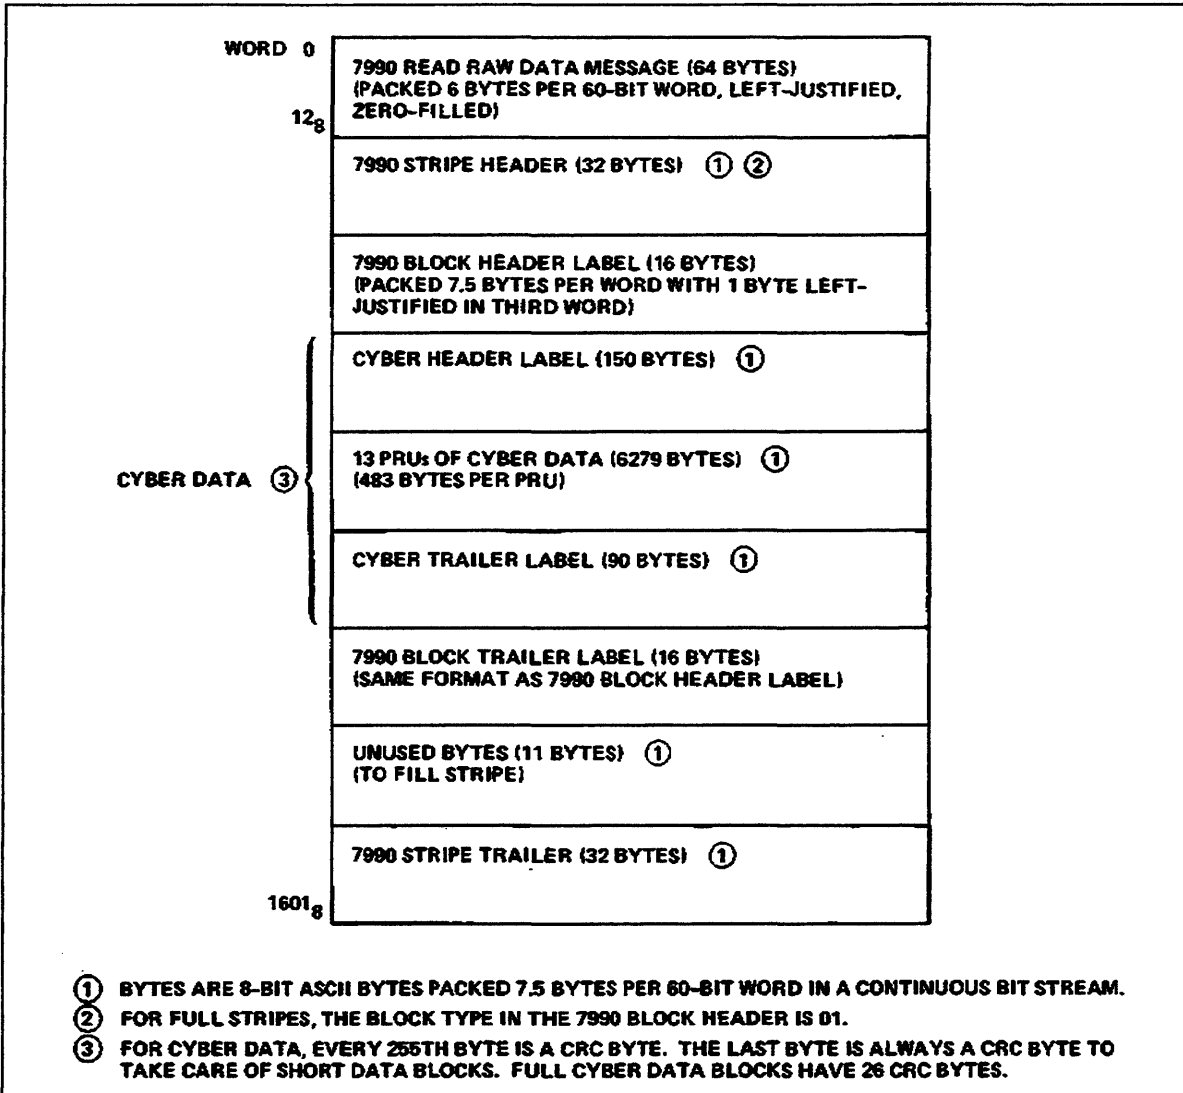 WORD 0
7990 READ RAW DATA MESSAGE (64 BYTES)
(PACKED 6 BYTES PER 60-BIT WORD, LEFT-JUSTIFIED,
ZERO-FILLED)
12₈
7990 STRIPE HEADER (32 BYTES) ① ②
7990 BLOCK HEADER LABEL (16 BYTES)
(PACKED 7.5 BYTES PER WORD WITH 1 BYTE LEFT-
JUSTIFIED IN THIRD WORD)
CYBER HEADER LABEL (150 BYTES) ①
13 PRUs OF CYBER DATA (6279 BYTES) ①
(483 BYTES PER PRU)
CYBER DATA ③
CYBER TRAILER LABEL (90 BYTES) ①
7990 BLOCK TRAILER LABEL (16 BYTES)
(SAME FORMAT AS 7990 BLOCK HEADER LABEL)
UNUSED BYTES (11 BYTES) ①
(TO FILL STRIPE)
7990 STRIPE TRAILER (32 BYTES) ①
1601₈
① BYTES ARE 8-BIT ASCII BYTES PACKED 7.5 BYTES PER 60-BIT WORD IN A CONTINUOUS BIT STREAM.
② FOR FULL STRIPES, THE BLOCK TYPE IN THE 7990 BLOCK HEADER IS 01.
③ FOR CYBER DATA, EVERY 255TH BYTE IS A CRC BYTE. THE LAST BYTE IS ALWAYS A CRC BYTE TO
TAKE CARE OF SHORT DATA BLOCKS. FULL CYBER DATA BLOCKS HAVE 26 CRC BYTES.